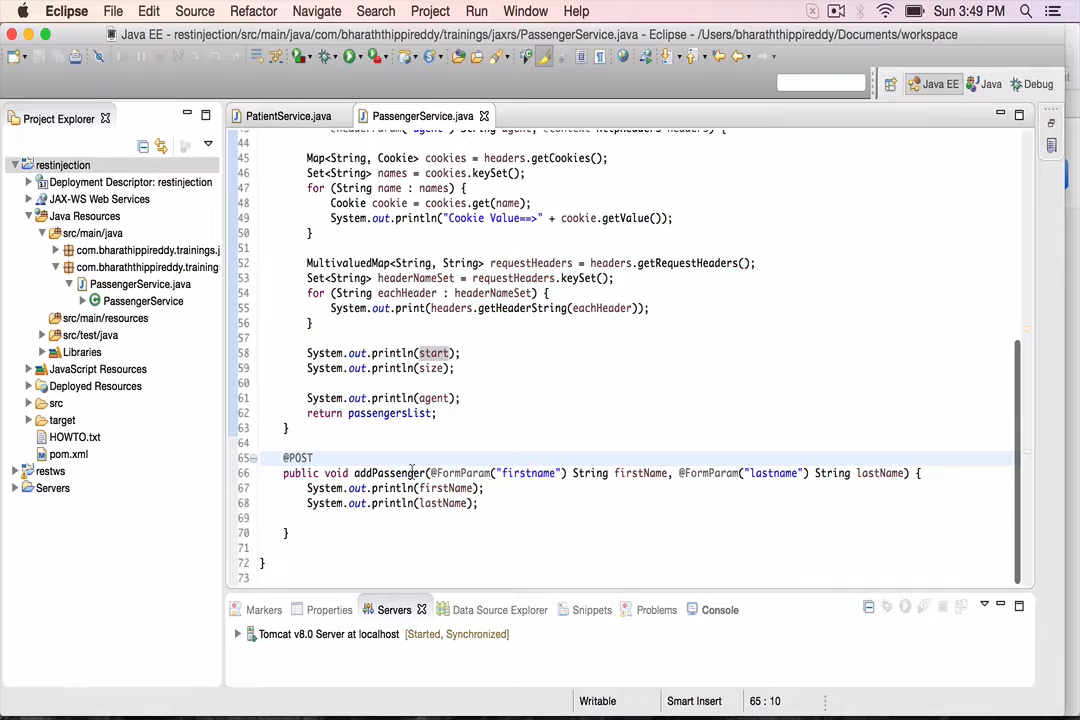 Eclipse File Edit Source Refactor Navigate Search Project Run Window Help Sun 3:49 PM
Java EE - restinjection/src/main/java/com/bharaththippireddy/trainings/jaxrs/PassengerService.java - Eclipse - /Users/bharaththippireddy/Documents/workspace
Java EE Java Debug
Project Explorer
restinjection
Deployment Descriptor: restinjection
JAX-WS Web Services
Java Resources
src/main/java
com.bharaththippireddy.trainings.j
com.bharaththippireddy.training
PassengerService.java
PassengerService
src/main/resources
src/test/java
Libraries
JavaScript Resources
Deployed Resources
src
target
HOWTO.txt
pom.xml
restws
Servers
PatientService.java PassengerService.java
44
45 Map<String, Cookie> cookies = headers.getCookies();
46 Set<String> names = cookies.keySet();
47 for (String name : names) {
48 Cookie cookie = cookies.get(name);
49 System.out.println("Cookie Value==>" + cookie.getValue());
50 }
51
52 MultivaluedMap<String, String> requestHeaders = headers.getRequestHeaders();
53 Set<String> headerNameSet = requestHeaders.keySet();
54 for (String eachHeader : headerNameSet) {
55 System.out.print(headers.getHeaderString(eachHeader));
56 }
57
58 System.out.println(start);
59 System.out.println(size);
60
61 System.out.println(agent);
62 return passengersList;
63 }
64
65 @POST
66 public void addPassenger(@FormParam("firstname") String firstName, @FormParam("lastname") String lastName) {
67 System.out.println(firstName);
68 System.out.println(lastName);
69
70 }
71
72 }
73
Markers Properties Servers Data Source Explorer Snippets Problems Console
Tomcat v8.0 Server at localhost [Started, Synchronized]
Writable Smart Insert 65 : 10